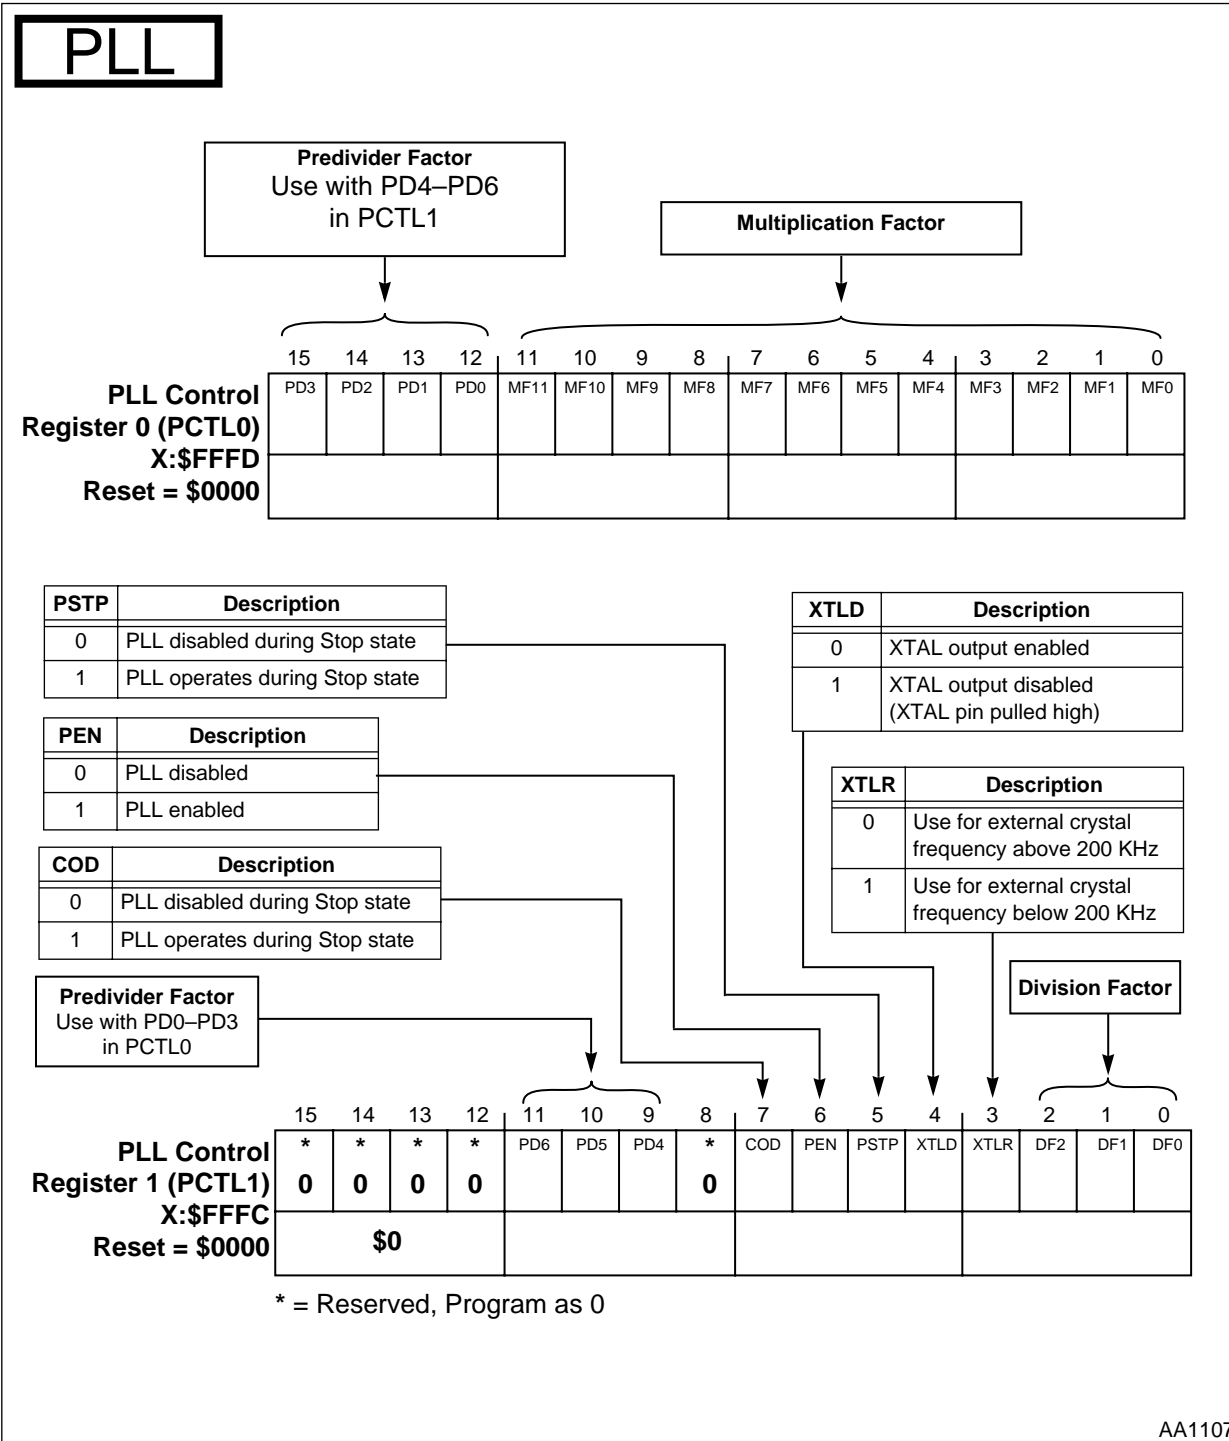 PLL
Predivider Factor
Use with PD4–PD6
in PCTL1
Multiplication Factor
15 14 13 12 11 10 9 8 7 6 5 4 3 2 1 0
PD3 PD2 PD1 PD0 MF11 MF10 MF9 MF8 MF7 MF6 MF5 MF4 MF3 MF2 MF1 MF0
PLL Control
Register 0 (PCTL0)
X:$FFFD
Reset = $0000
PSTP Description
0 PLL disabled during Stop state
1 PLL operates during Stop state
XTLD Description
0 XTAL output enabled
1 XTAL output disabled
(XTAL pin pulled high)
PEN Description
0 PLL disabled
1 PLL enabled
XTLR Description
0 Use for external crystal
frequency above 200 KHz
1 Use for external crystal
frequency below 200 KHz
COD Description
0 PLL disabled during Stop state
1 PLL operates during Stop state
Predivider Factor
Use with PD0–PD3
in PCTL0
Division Factor
15 14 13 12 11 10 9 8 7 6 5 4 3 2 1 0
* * * * PD6 PD5 PD4 * COD PEN PSTP XTLD XTLR DF2 DF1 DF0
0 0 0 0 0
PLL Control
Register 1 (PCTL1)
X:$FFFC
Reset = $0000
$0
* = Reserved, Program as 0
AA1107